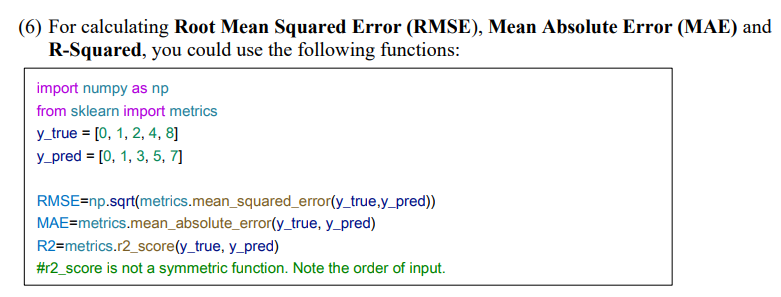 (6) For calculating Root Mean Squared Error (RMSE), Mean Absolute Error (MAE) and
R-Squared, you could use the following functions:
import numpy as np
from sklearn import metrics
y_true = [0, 1, 2, 4, 8]
y_pred = [0, 1, 3, 5, 7]
RMSE=np.sqrt(metrics.mean_squared_error(y_true,y_pred))
MAE=metrics.mean_absolute_error(y_true, y_pred)
R2=metrics.r2_score(y_true, y_pred)
#r2_score is not a symmetric function. Note the order of input.